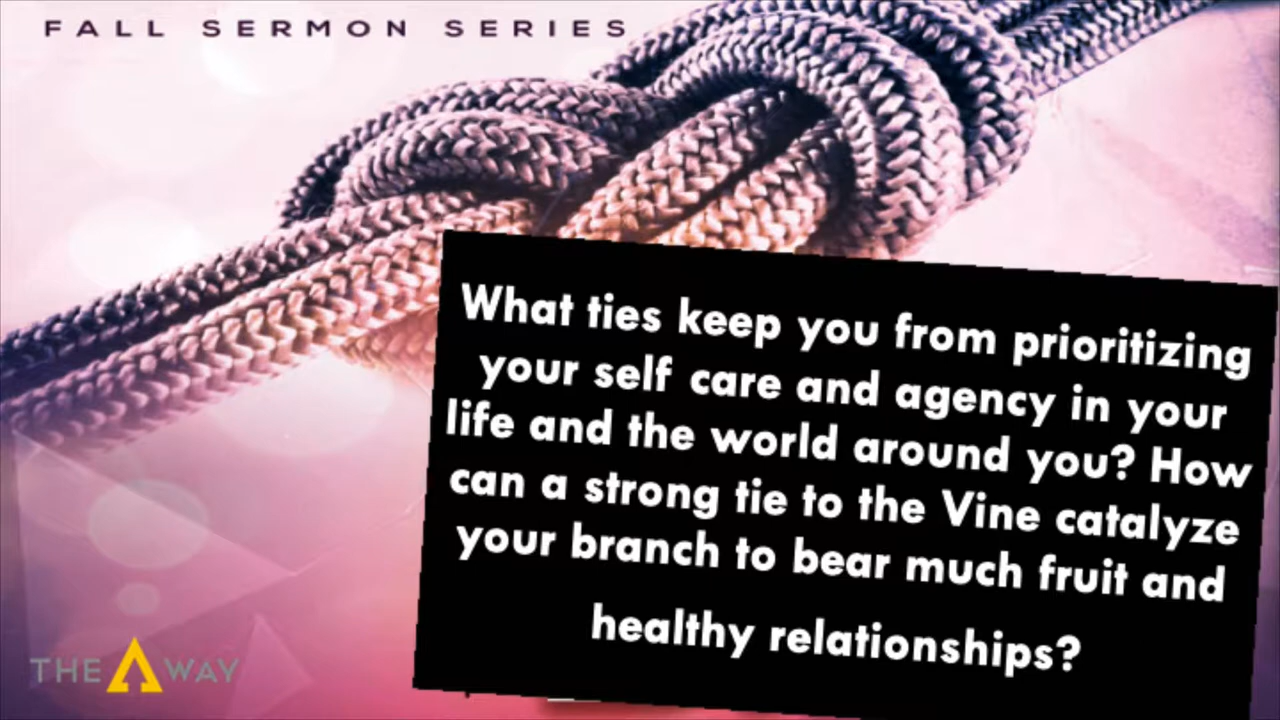 FALL SERMON SERIES
What ties keep you from prioritizing
your self care and agency in your
life and the world around you? How
can a strong tie to the Vine catalyze
your branch to bear much fruit and
healthy relationships?
THE WAY